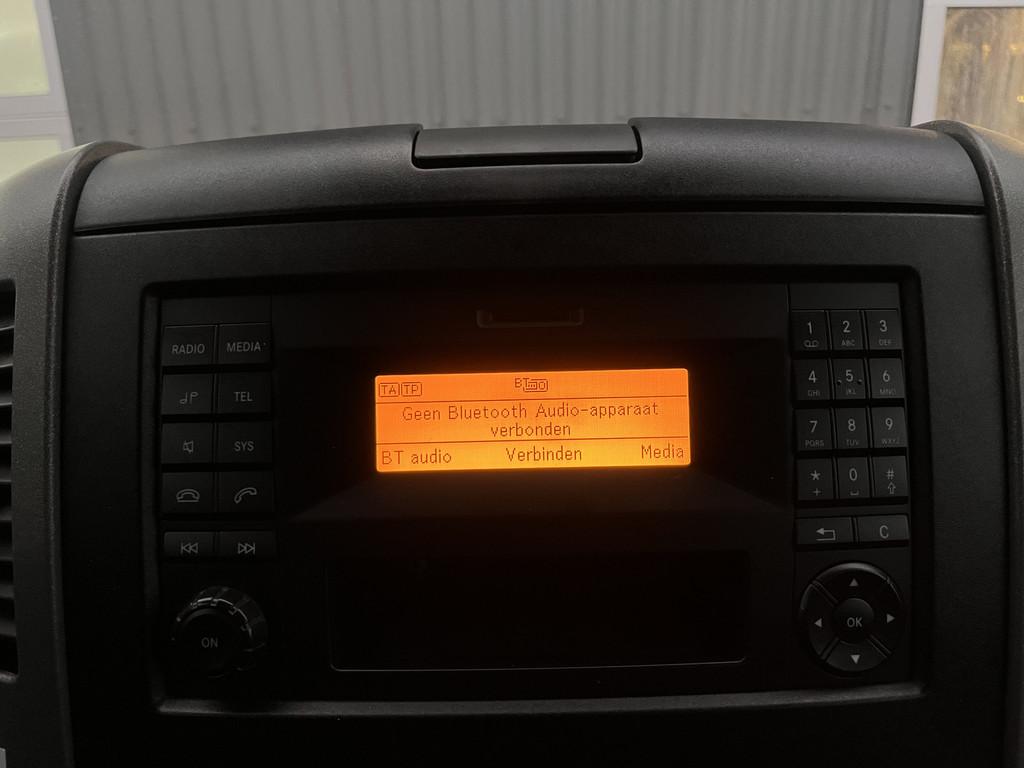 RADIO MEDIA
TEL
SYS
ON
TA TP BT
Geen Bluetooth Audio-apparaat
verbonden
BT audio Verbinden Media
1 2 3
ABC DEF
4 5 6
GHI JKL MNO
7 8 9
PQRS TUV WXYZ
* 0 #
+
C
OK